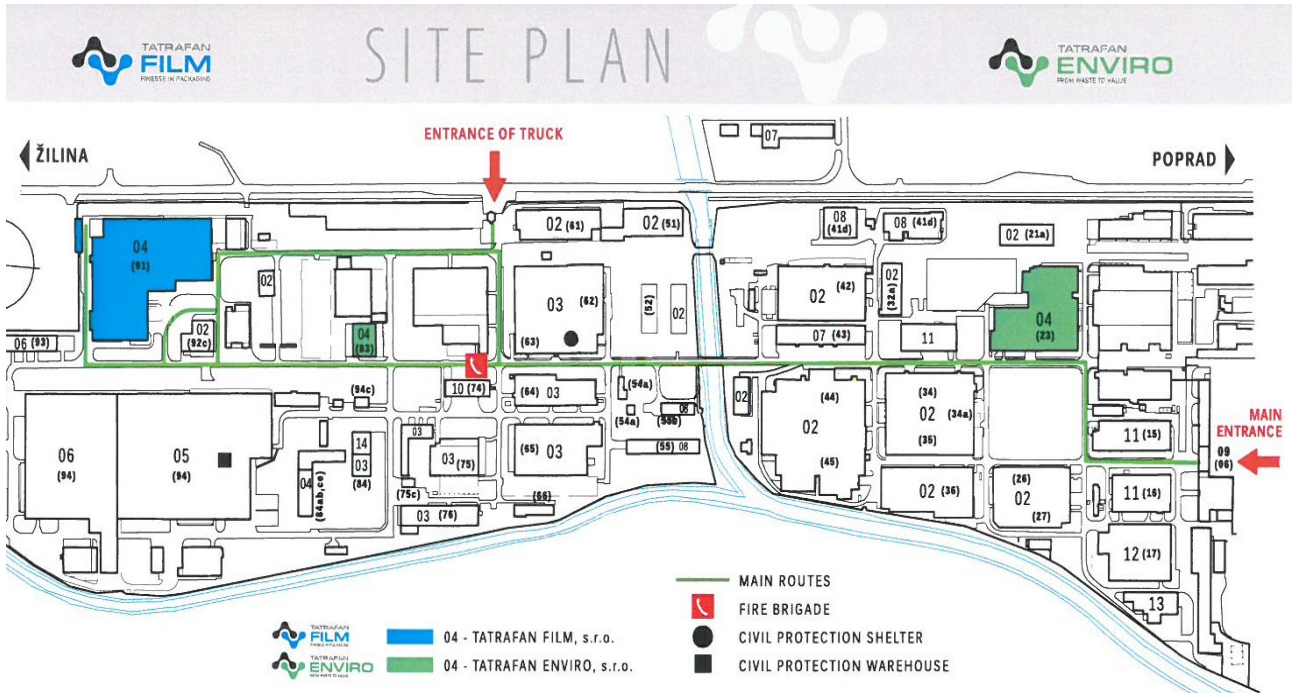 TATRAFAN
FILM
FINESSE IN PACKAGING
SITE PLAN
TATRAFAN
ENVIRO
FROM WASTE TO VALUE
ŽILINA
ENTRANCE OF TRUCK
07
POPRAD
04
(91)
02 (61)
02 (51)
08
(41d)
08
(41d)
02 (21a)
02
03
(62)
(63)
(52)
02
02
(42)
02
(32a)
04
(23)
06 (93)
02
(92c)
04
(83)
07 (43)
11
10 (74)
(64)
03
(54a)
(54a)
08
(55b)
02
(44)
02
(45)
(34)
02
(34a)
(35)
11 (15)
MAIN
ENTRANCE
09
(06)
06
(94)
05
(94)
(94c)
14
03
(84)
04
(84ab,ce)
03
03 (75)
(75c)
03 (76)
(65)
03
(66)
(55) 08
02 (36)
(26)
02
(27)
11 (16)
12 (17)
13
MAIN ROUTES
FIRE BRIGADE
CIVIL PROTECTION SHELTER
CIVIL PROTECTION WAREHOUSE
TATRAFAN
FILM
04 - TATRAFAN FILM, s.r.o.
TATRAFAN
ENVIRO
04 - TATRAFAN ENVIRO, s.r.o.